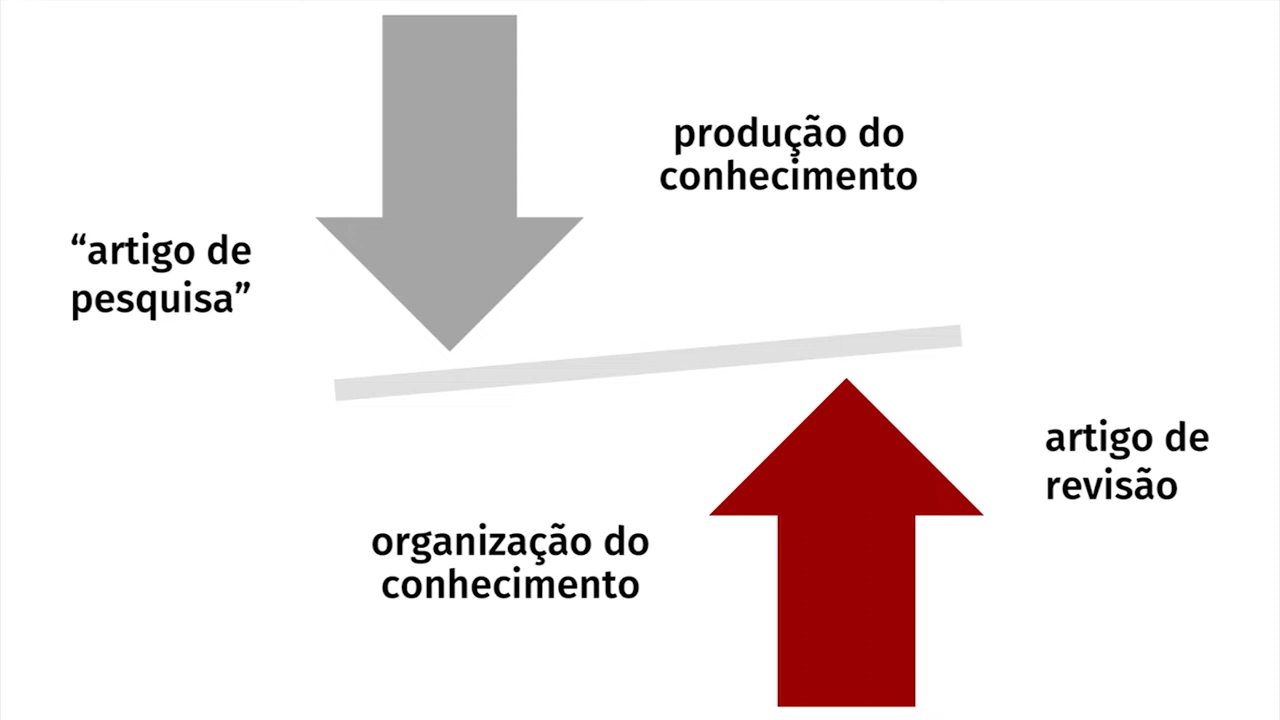 produção do
conhecimento
“artigo de
pesquisa”
artigo de
revisão
organização do
conhecimento